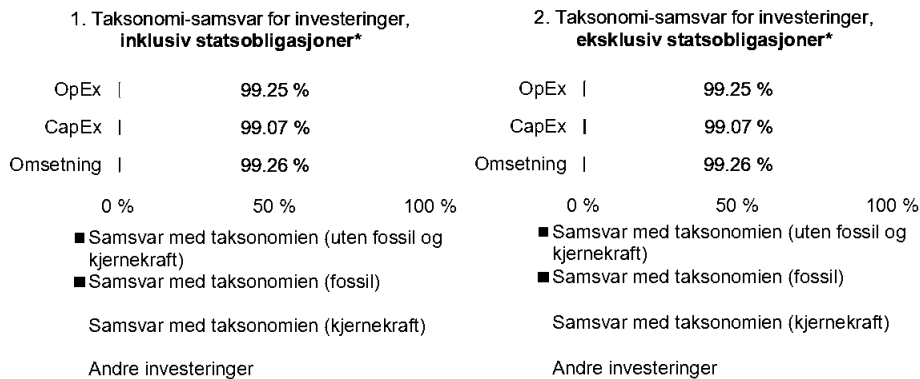 1. Taksonomi-samsvar for investeringer,
inklusiv statsobligasjoner*
OpEx 99.25 %
CapEx 99.07 %
Omsetning 99.26 %
0 % 50 % 100 %
Samsvar med taksonomien (uten fossil og
kjernekraft)
Samsvar med taksonomien (fossil)
Samsvar med taksonomien (kjernekraft)
Andre investeringer
2. Taksonomi-samsvar for investeringer,
eksklusiv statsobligasjoner*
OpEx 99.25 %
CapEx 99.07 %
Omsetning 99.26 %
0 % 50 % 100 %
Samsvar med taksonomien (uten fossil og
kjernekraft)
Samsvar med taksonomien (fossil)
Samsvar med taksonomien (kjernekraft)
Andre investeringer